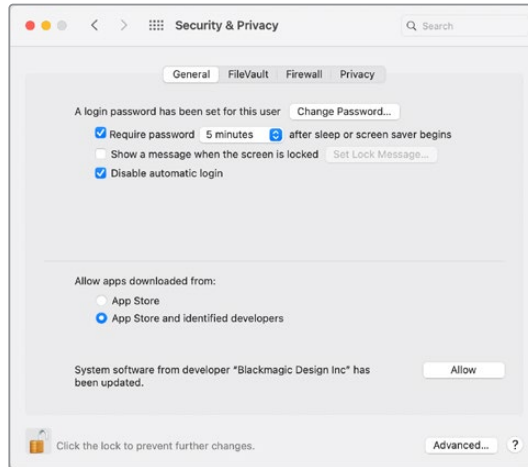 Security & Privacy
Search
General FileVault Firewall Privacy
A login password has been set for this user Change Password...
Require password 5 minutes after sleep or screen saver begins
Show a message when the screen is locked Set Lock Message...
Disable automatic login
Allow apps downloaded from:
App Store
App Store and identified developers
System software from developer “Blackmagic Design Inc” has Allow
been updated.
Click the lock to prevent further changes. Advanced... ?